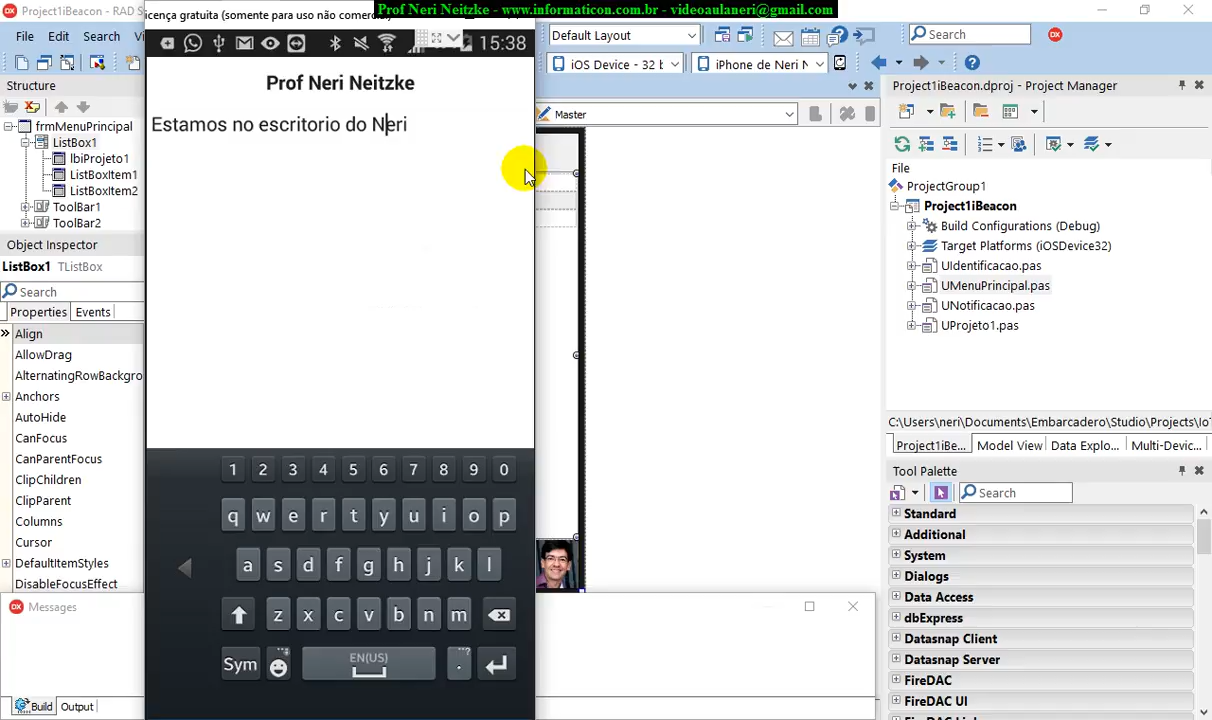 Project1iBeacon - RAD S
icença gratuita (somente para uso não comercial
Prof Neri Neitzke - www.informaticon.com.br - videoaulaneri@gmail.com
File Edit Search
Default Layout
Search
15:38
iOS Device - 32 b
iPhone de Neri N
Structure
frmMenuPrincipal
ListBox1
lbiProjeto1
ListBoxItem1
ListBoxItem2
ToolBar1
ToolBar2
Object Inspector
ListBox1 TListBox
Search
Properties Events
Align
AllowDrag
AlternatingRowBackgro
Anchors
AutoHide
CanFocus
CanParentFocus
ClipChildren
ClipParent
Columns
Cursor
DefaultItemStyles
DisableFocusEffect
Prof Neri Neitzke
Estamos no escritorio do Neri
1 2 3 4 5 6 7 8 9 0
q w e r t y u i o p
a s d f g h j k l
z x c v b n m
Sym EN(US) .
Master
Project1iBeacon.dproj - Project Manager
File
ProjectGroup1
Project1iBeacon
Build Configurations (Debug)
Target Platforms (iOSDevice32)
UIdentificacao.pas
UMenuPrincipal.pas
UNotificacao.pas
UProjeto1.pas
C:\Users\neri\Documents\Embarcadero\Studio\Projects\IoT
Project1iBe... Model View Data Explo... Multi-Devic...
Tool Palette
Search
Standard
Additional
System
Dialogs
Data Access
dbExpress
Datasnap Client
Datasnap Server
FireDAC
FireDAC UI
Messages
Build Output